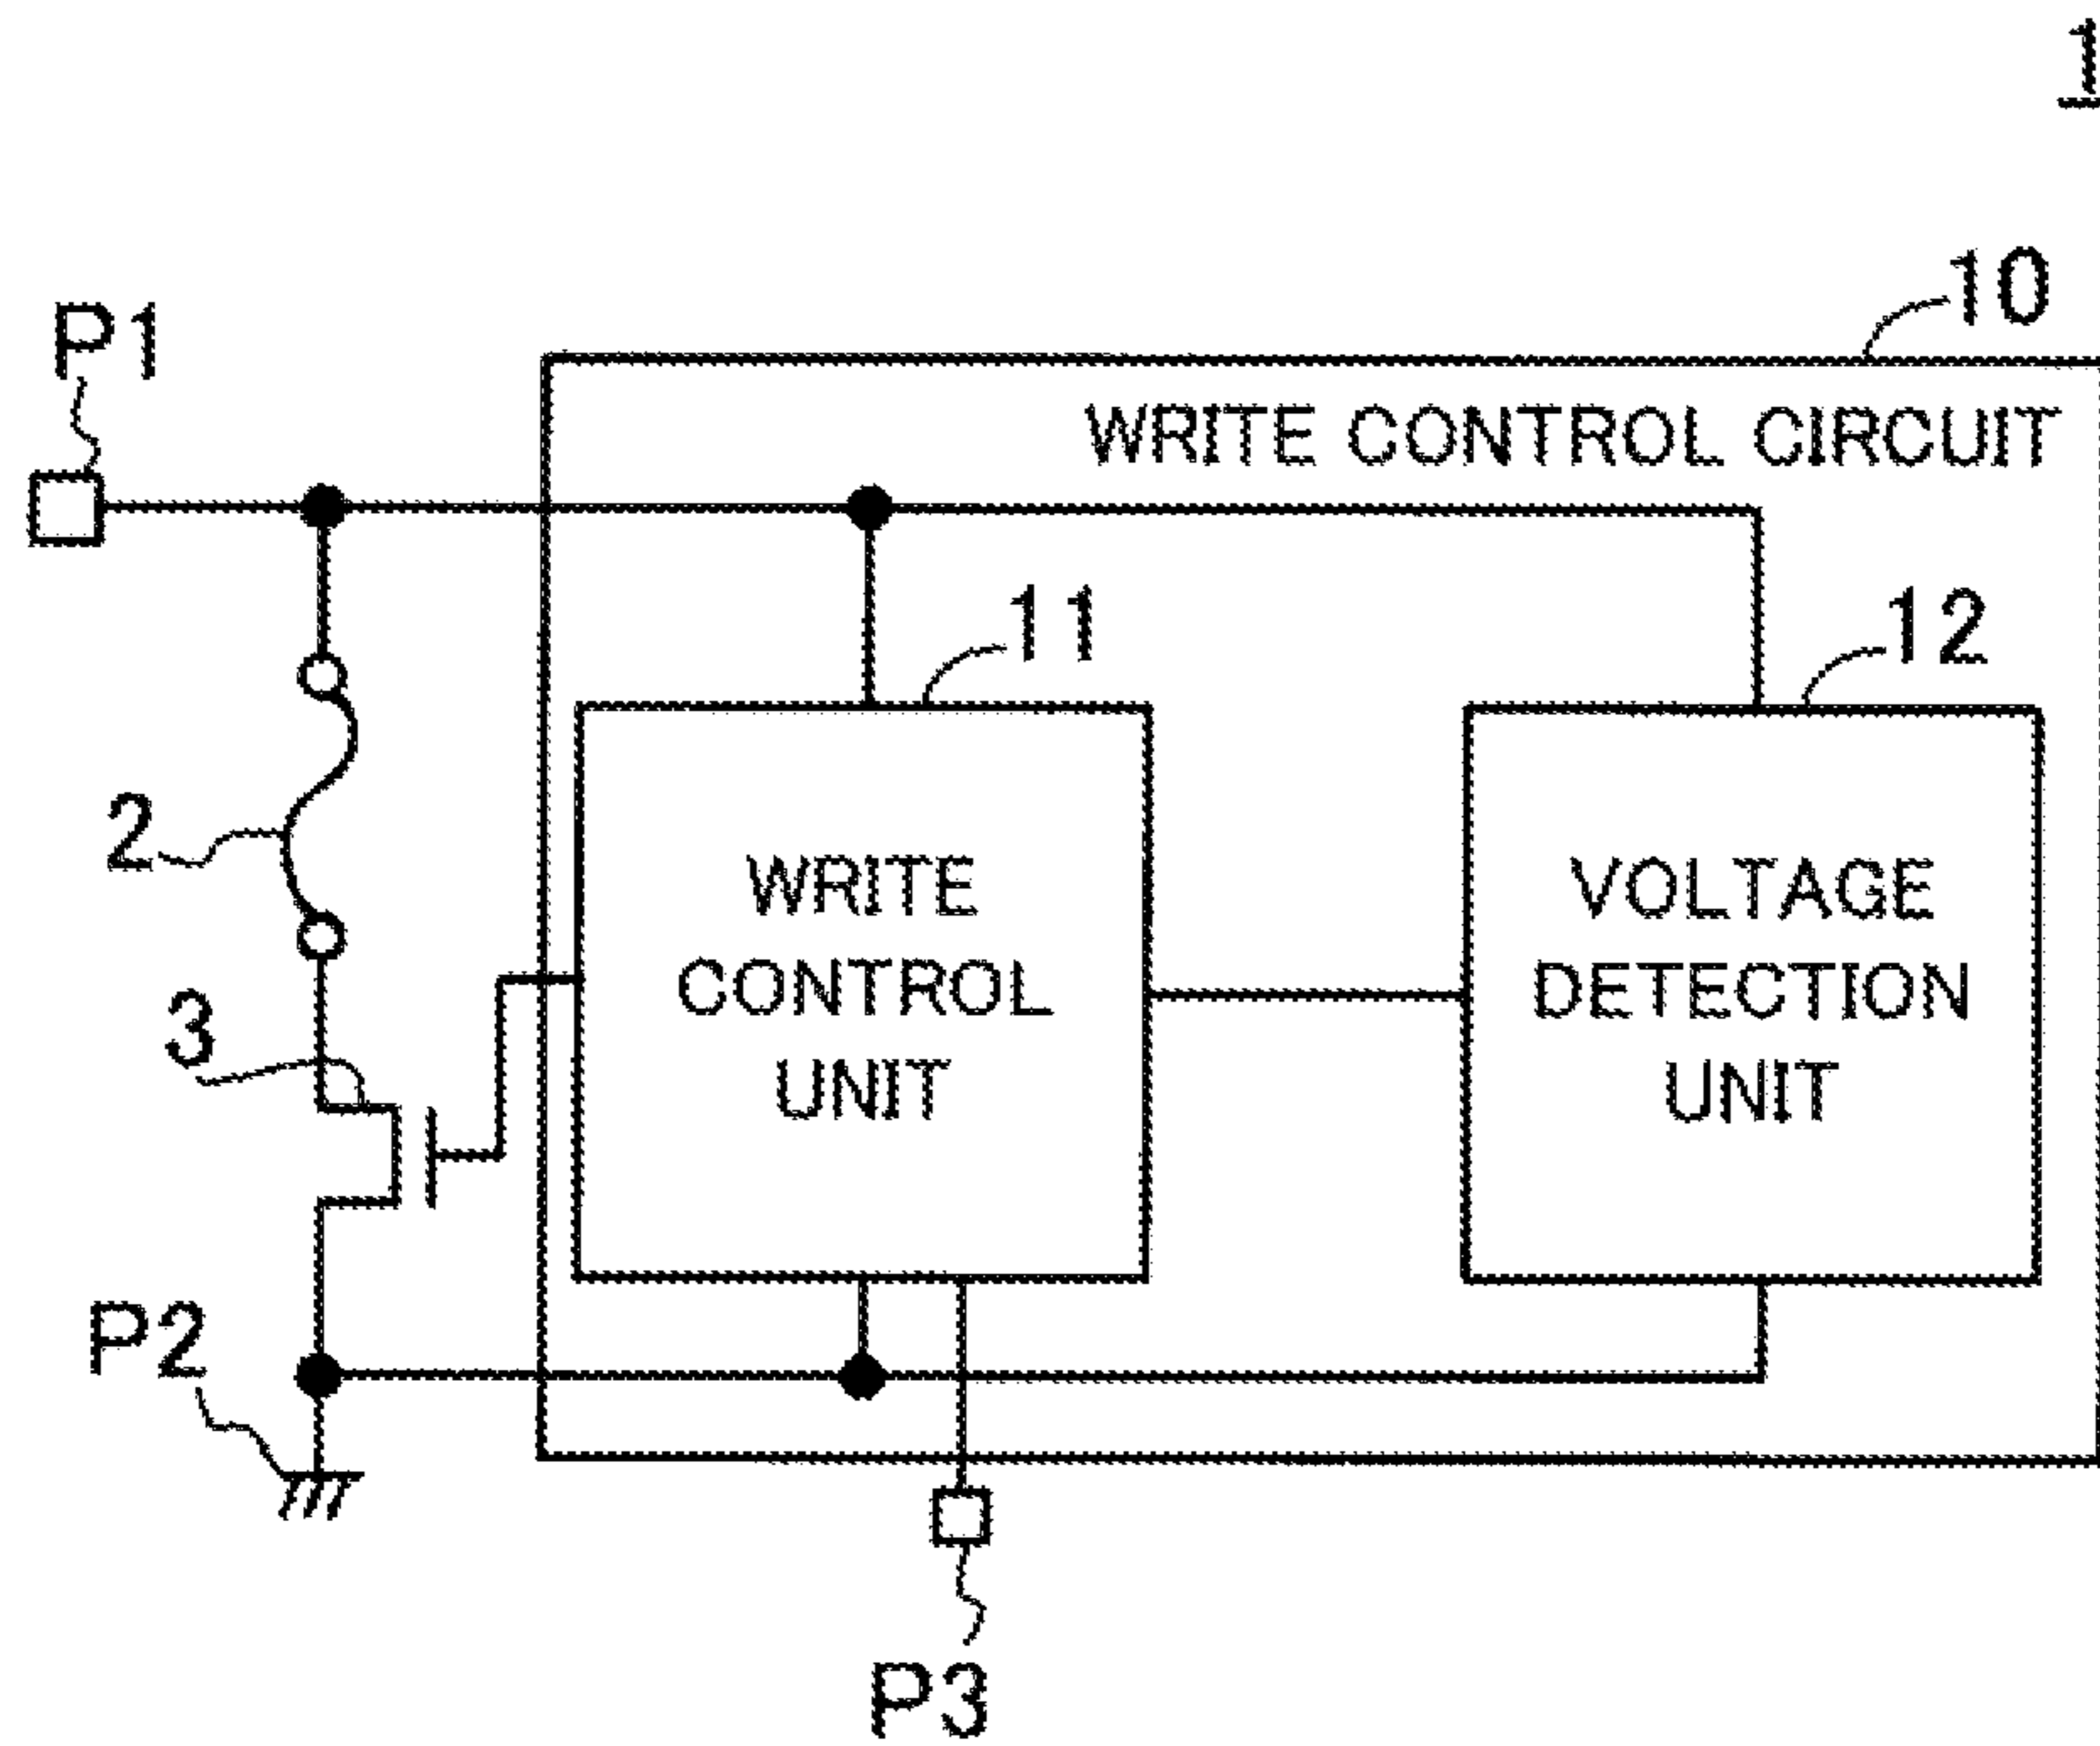 1
10
P1
WRITE CONTROL CIRCUIT
11
12
2
WRITE
CONTROL
UNIT
VOLTAGE
DETECTION
UNIT
3
P2
P3